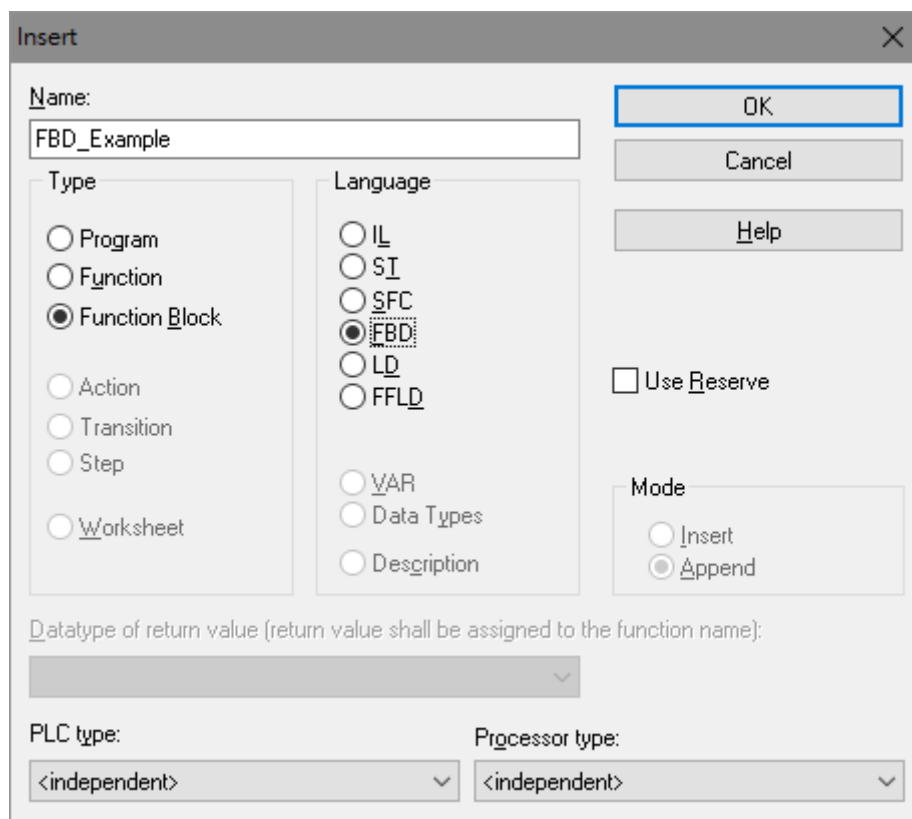 Insert
Name:
FBD_Example
OK
Cancel
Help
Type
Program
Function
Function Block
Action
Transition
Step
Worksheet
Language
IL
ST
SFC
FBD
LD
FFLD
VAR
Data Types
Description
Use Reserve
Mode
Insert
Append
Datatype of return value (return value shall be assigned to the function name):
PLC type:
<independent>
Processor type:
<independent>